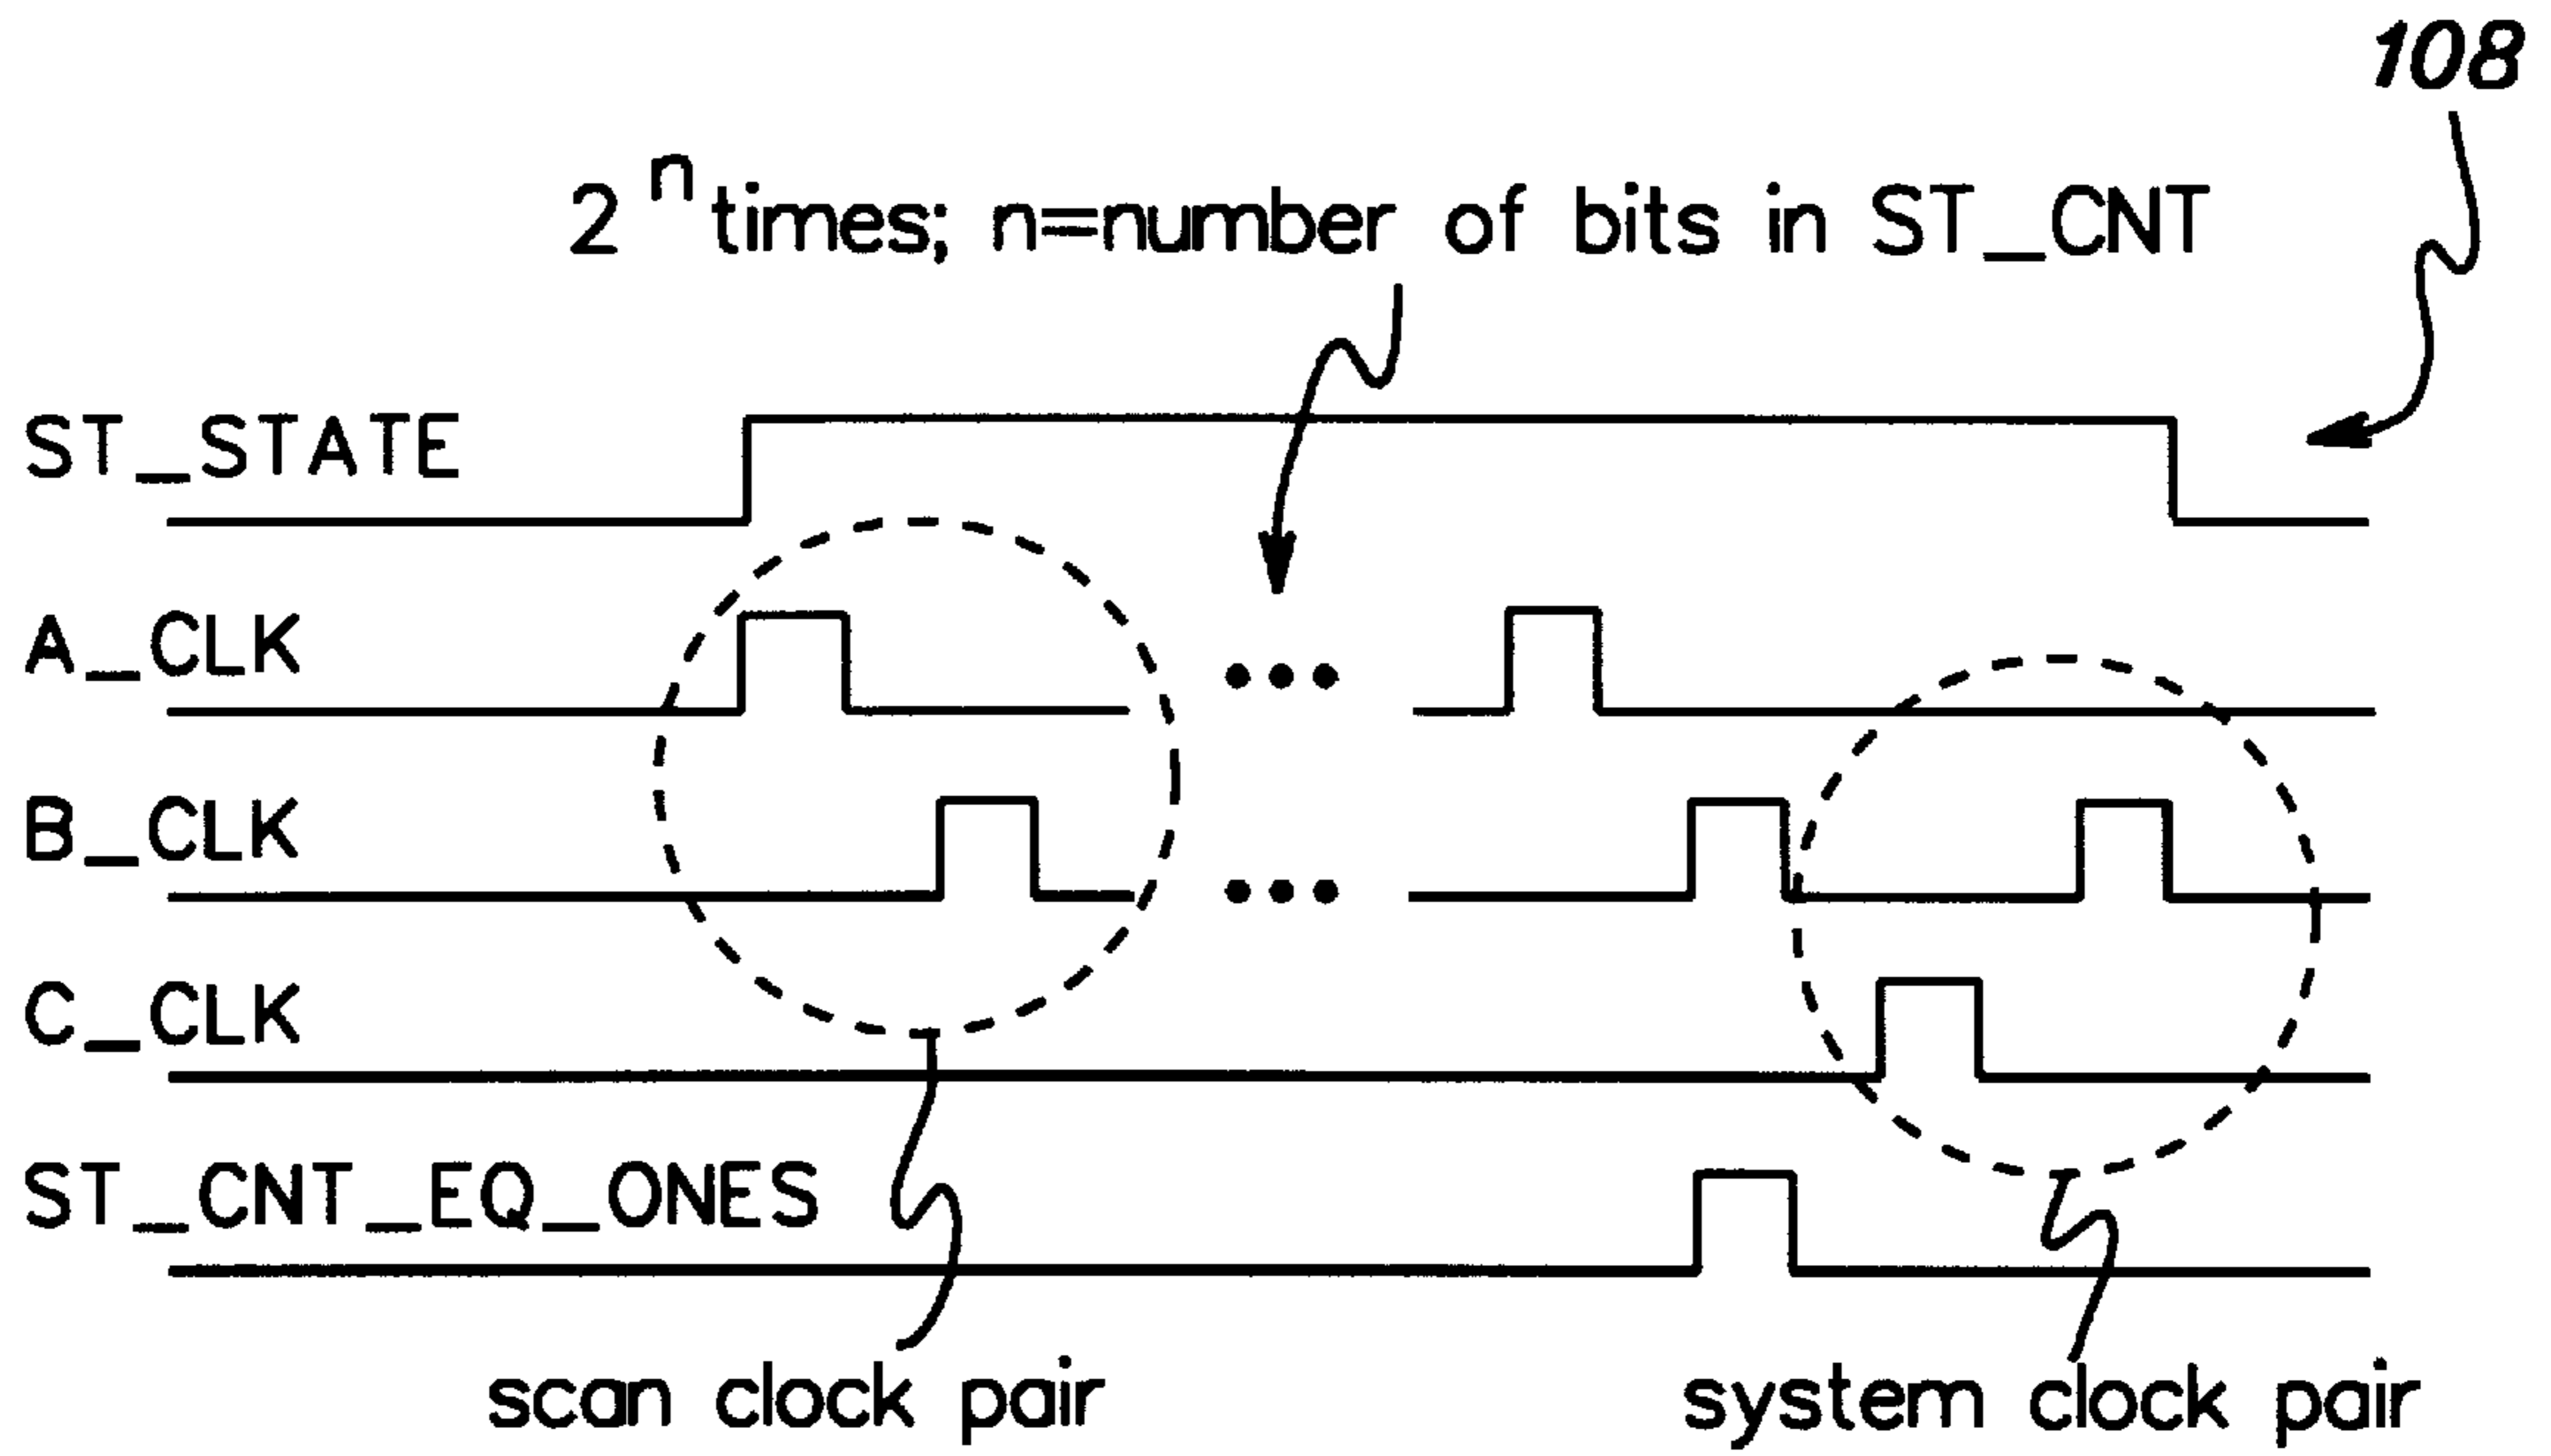 108
2 n times; n=number of bits in ST_CNT
ST_STATE
A_CLK
B_CLK
C_CLK
ST_CNT_EQ_ONES
scan clock pair
system clock pair